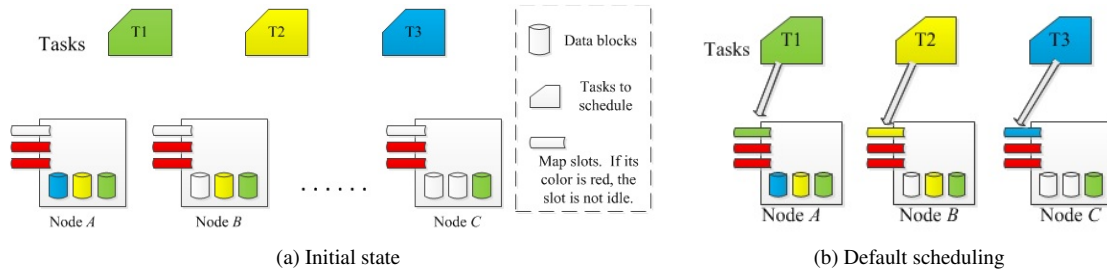 Tasks
T1
T2
T3
Data blocks
Tasks to
schedule
Map slots. If its
color is red, the
slot is not idle.
Node A
Node B
......
Node C
(a) Initial state
Tasks
T1
T2
T3
Node A
Node B
Node C
(b) Default scheduling